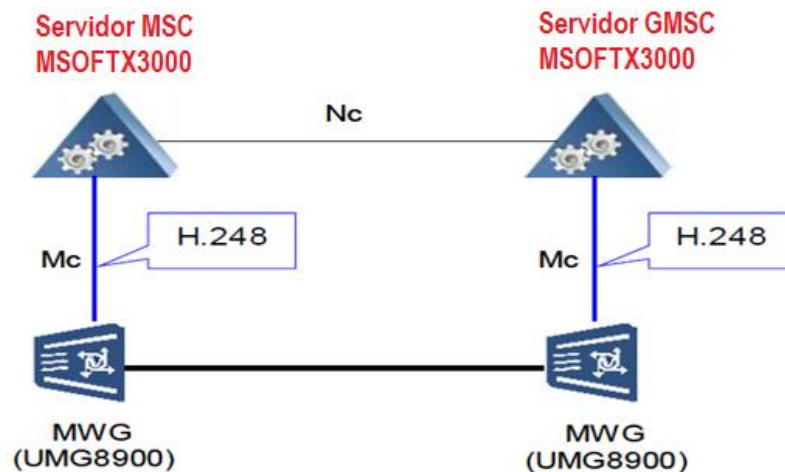 Servidor MSC
MSOFTX3000
Servidor GMSC
MSOFTX3000
Nc
H.248
Mc
H.248
Mc
MWG
(UMG8900)
MWG
(UMG8900)